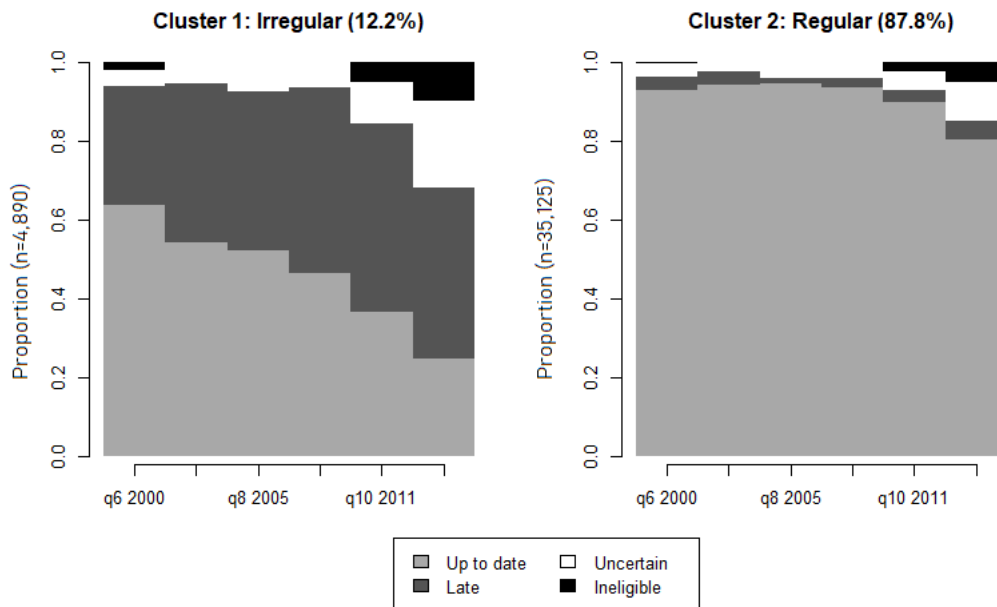 Cluster 1: Irregular (12.2%)
Proportion (n=4,890)
1.0
0.8
0.6
0.4
0.2
0.0
q6 2000 q8 2005 q10 2011
Cluster 2: Regular (87.8%)
Proportion (n=35,125)
1.0
0.8
0.6
0.4
0.2
0.0
q6 2000 q8 2005 q10 2011
Up to date Uncertain
Late Ineligible